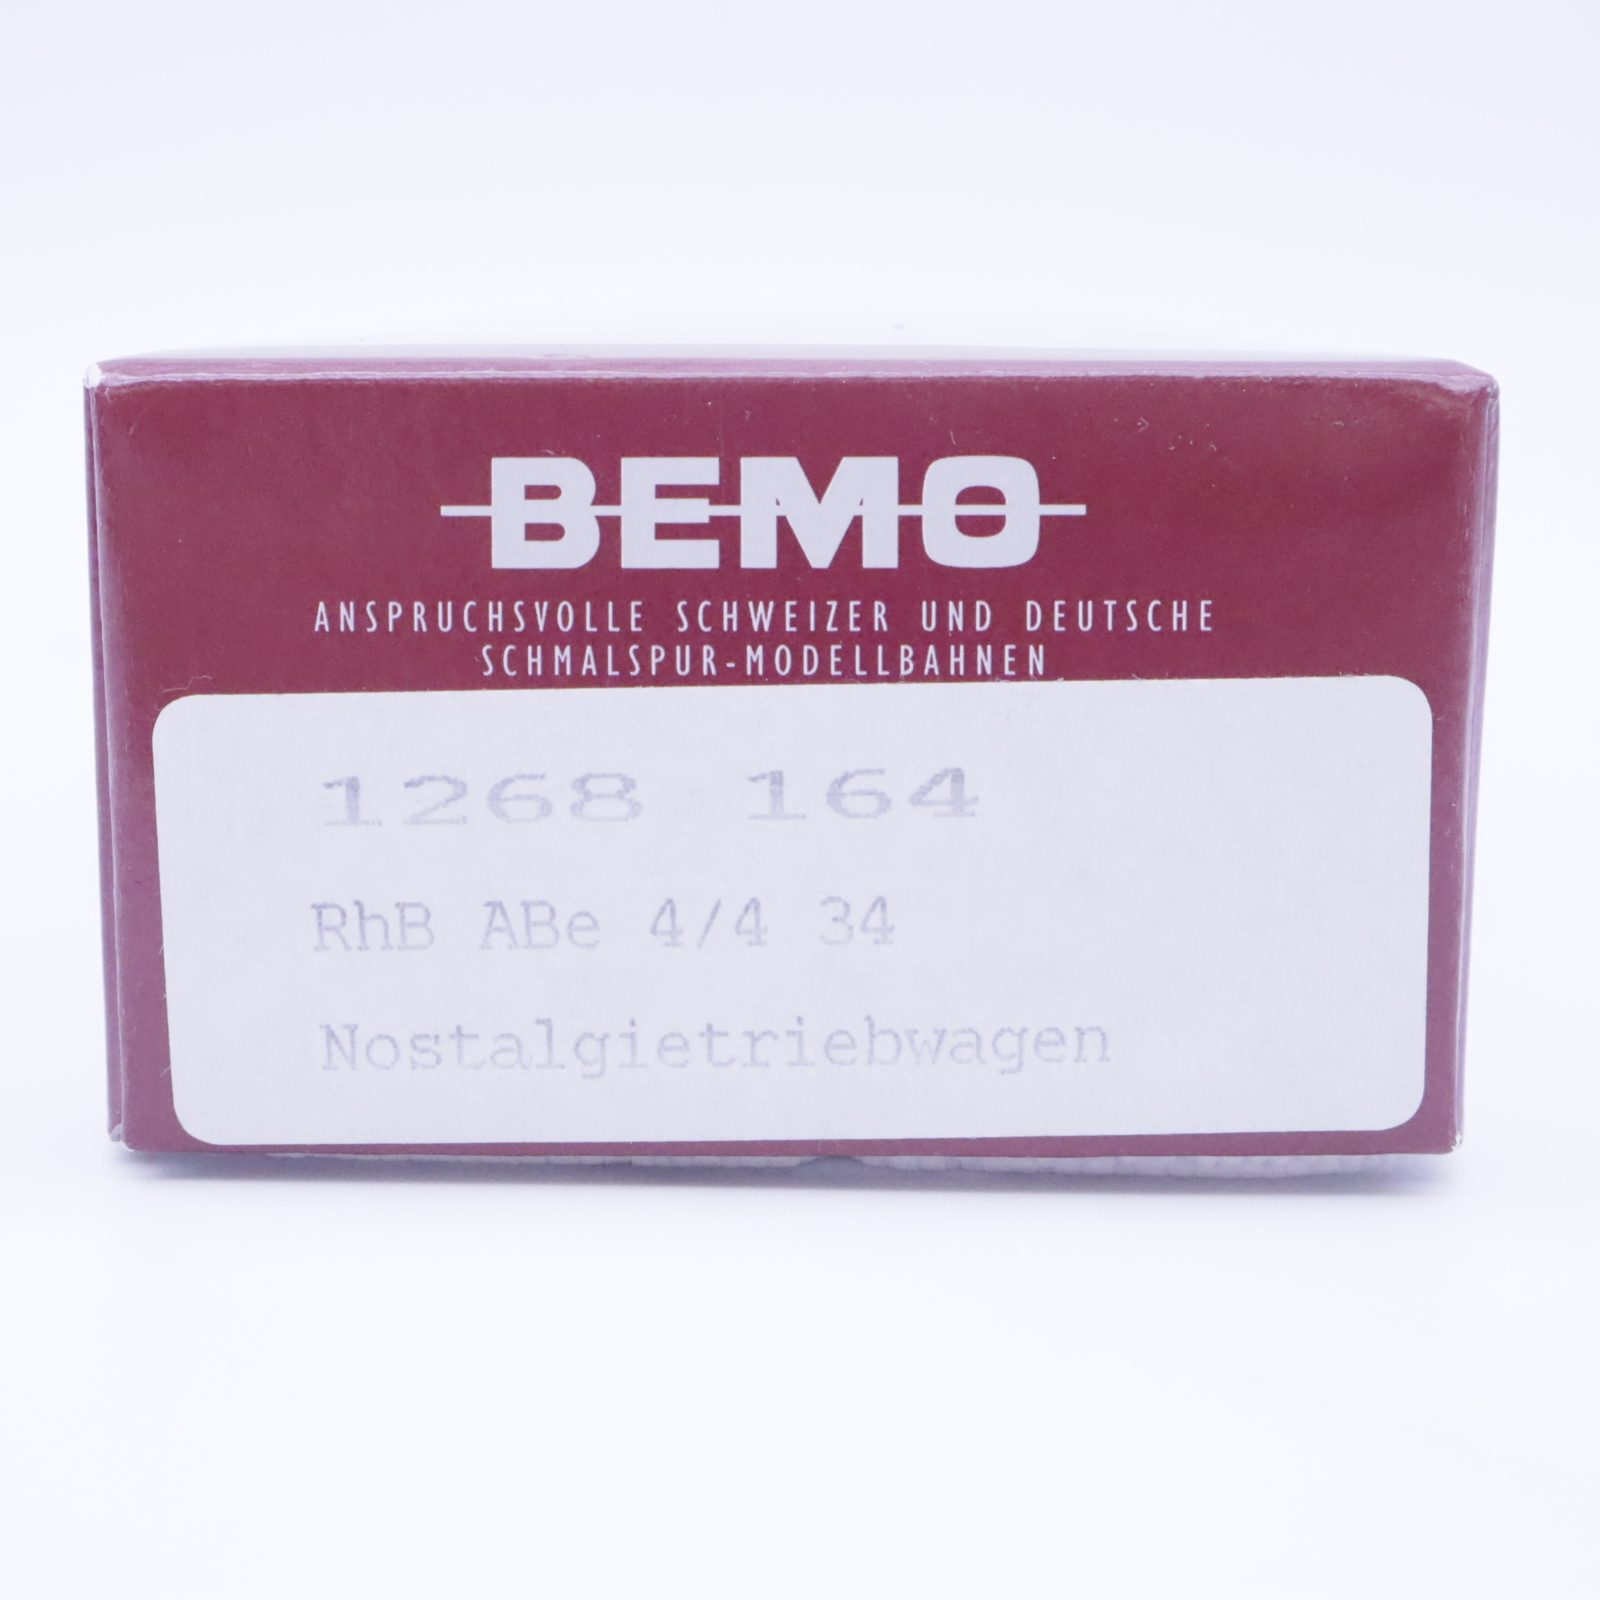 BEMO
ANSPRUCHSVOLLE SCHWEIZER UND DEUTSCHE
SCHMALSPUR-MODELLBAHNEN
1268 164
RhB ABe 4/4 34
Nostalgietriebwagen